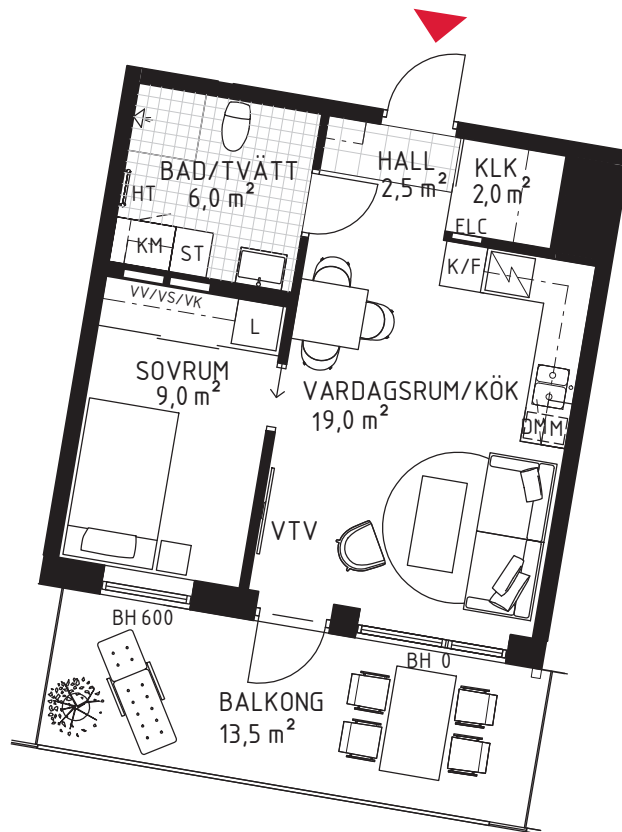 BAD/TVÄTT
6,0 m²
HALL
2,5 m²
KLK
2,0 m²
HT
ELC
KM
ST
K/F
VV/VS/VK
L
SOVRUM
9,0 m²
VARDAGSRUM/KÖK
19,0 m²
DMM
VTV
BH 600
BH 0
BALKONG
13,5 m²